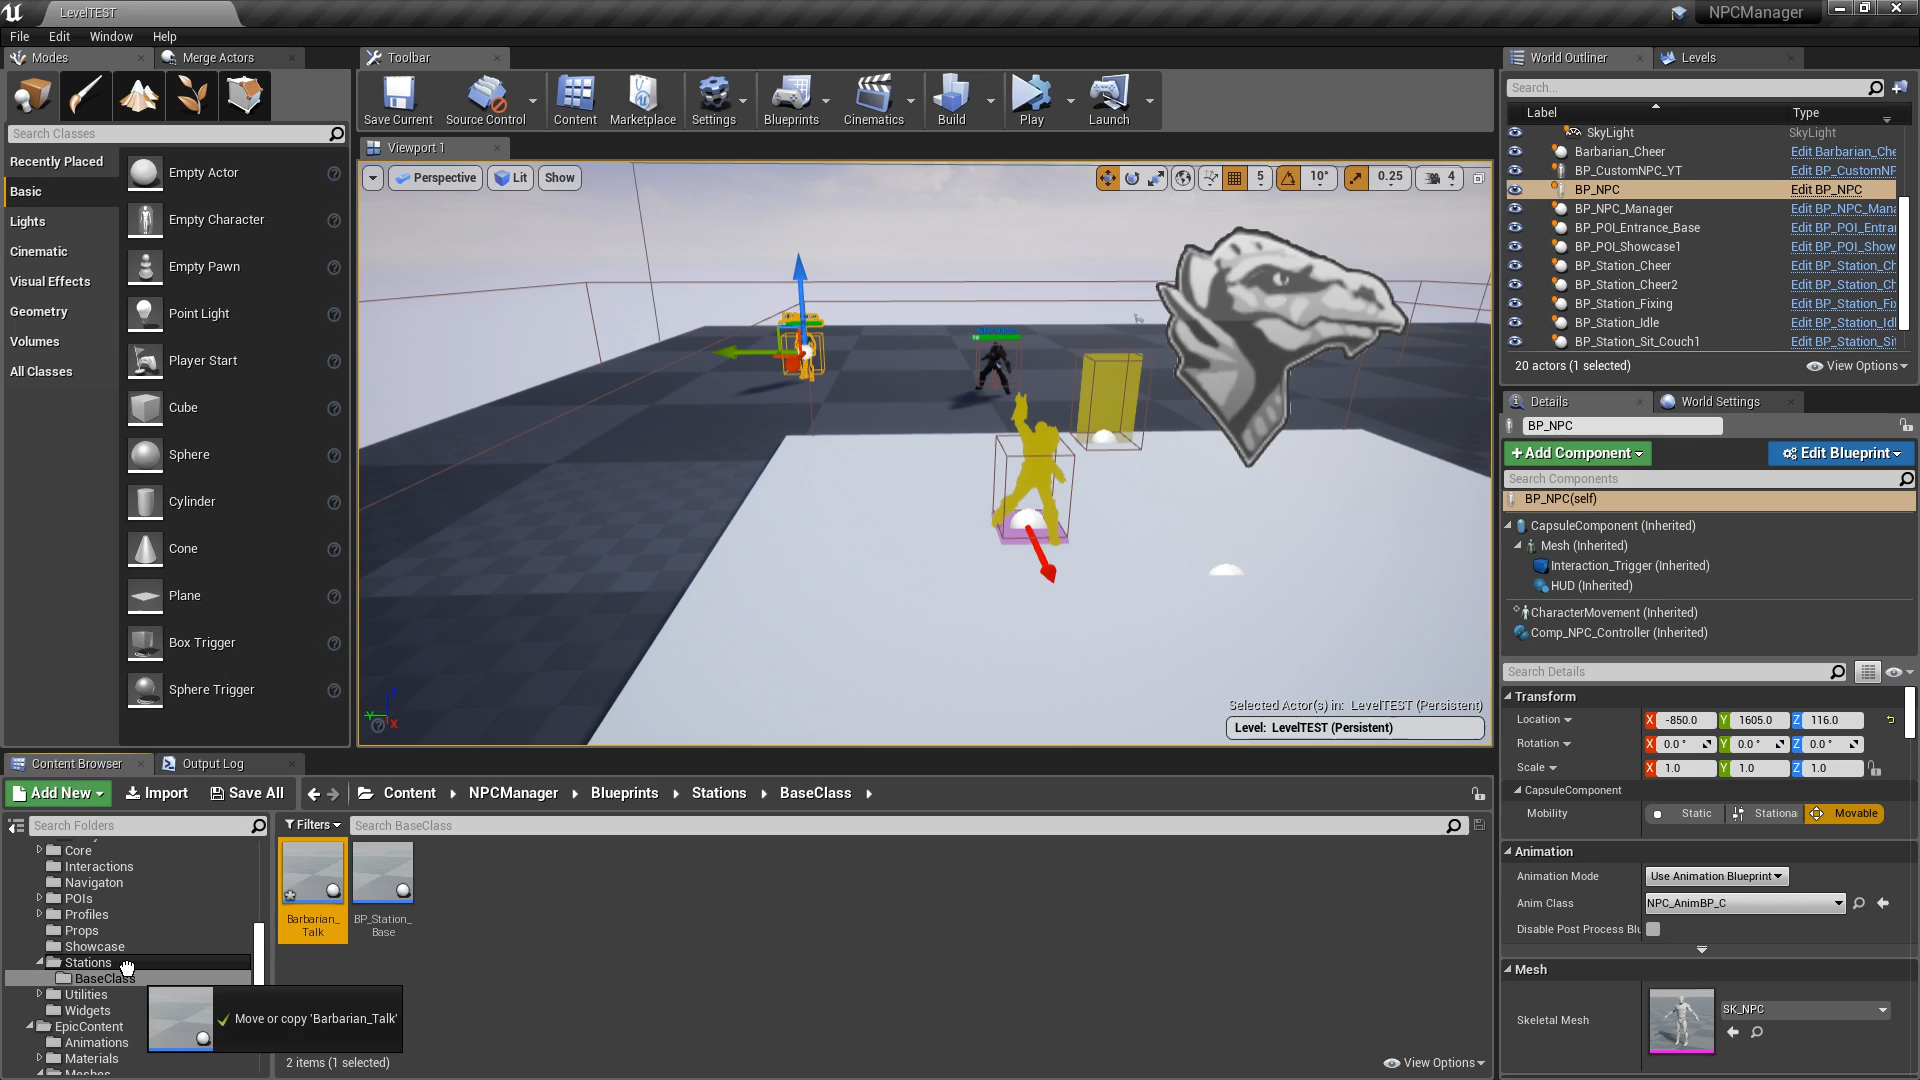 LevelTEST
NPCManager
File Edit Window Help
Modes
Merge Actors
Search Classes
Recently Placed
Basic
Lights
Cinematic
Visual Effects
Geometry
Volumes
All Classes
Empty Actor
Empty Character
Empty Pawn
Point Light
Player Start
Cube
Sphere
Cylinder
Cone
Plane
Box Trigger
Sphere Trigger
Toolbar
Save Current Source Control Content Marketplace Settings Blueprints Cinematics Build Play Launch
Viewport 1
Perspective Lit Show
5 10° 0.25 4
Selected Actor(s) in: LevelTEST (Persistent)
Level: LevelTEST (Persistent)
World Outliner
Levels
Search...
Label Type
SkyLight SkyLight
Barbarian_Cheer Edit Barbarian_Che
BP_CustomNPC_YT Edit BP_CustomNF
BP_NPC Edit BP_NPC
BP_NPC_Manager Edit BP_NPC_Mana
BP_POI_Entrance_Base Edit BP_POI_Entra
BP_POI_Showcase1 Edit BP_POI_Show
BP_Station_Cheer Edit BP_Station_Ch
BP_Station_Cheer2 Edit BP_Station_Ch
BP_Station_Fixing Edit BP_Station_Fix
BP_Station_Idle Edit BP_Station_Idl
BP_Station_Sit_Couch1 Edit BP_Station_Sit
20 actors (1 selected) View Options
Details
World Settings
BP_NPC
+Add Component Edit Blueprint
Search Components
BP_NPC(self)
CapsuleComponent (Inherited)
Mesh (Inherited)
Interaction_Trigger (Inherited)
HUD (Inherited)
CharacterMovement (Inherited)
Comp_NPC_Controller (Inherited)
Search Details
Transform
Location X -850.0 Y 1605.0 Z 116.0
Rotation X 0.0 ° Y 0.0 ° Z 0.0 °
Scale X 1.0 Y 1.0 Z 1.0
CapsuleComponent
Mobility Static Stationa Movable
Animation
Animation Mode Use Animation Blueprint
Anim Class NPC_AnimBP_C
Disable Post Process Blu
Mesh
Skeletal Mesh SK_NPC
Content Browser
Output Log
Add New Import Save All Content NPCManager Blueprints Stations BaseClass
Search Folders
Filters Search BaseClass
Core
Interactions
Navigaton
POIs
Profiles
Props
Showcase
Stations
BaseClass
Utilities
Widgets
EpicContent
Animations
Materials
Meshes
Barbarian_
Talk
BP_Station_
Base
Move or copy 'Barbarian_Talk'
2 items (1 selected) View Options